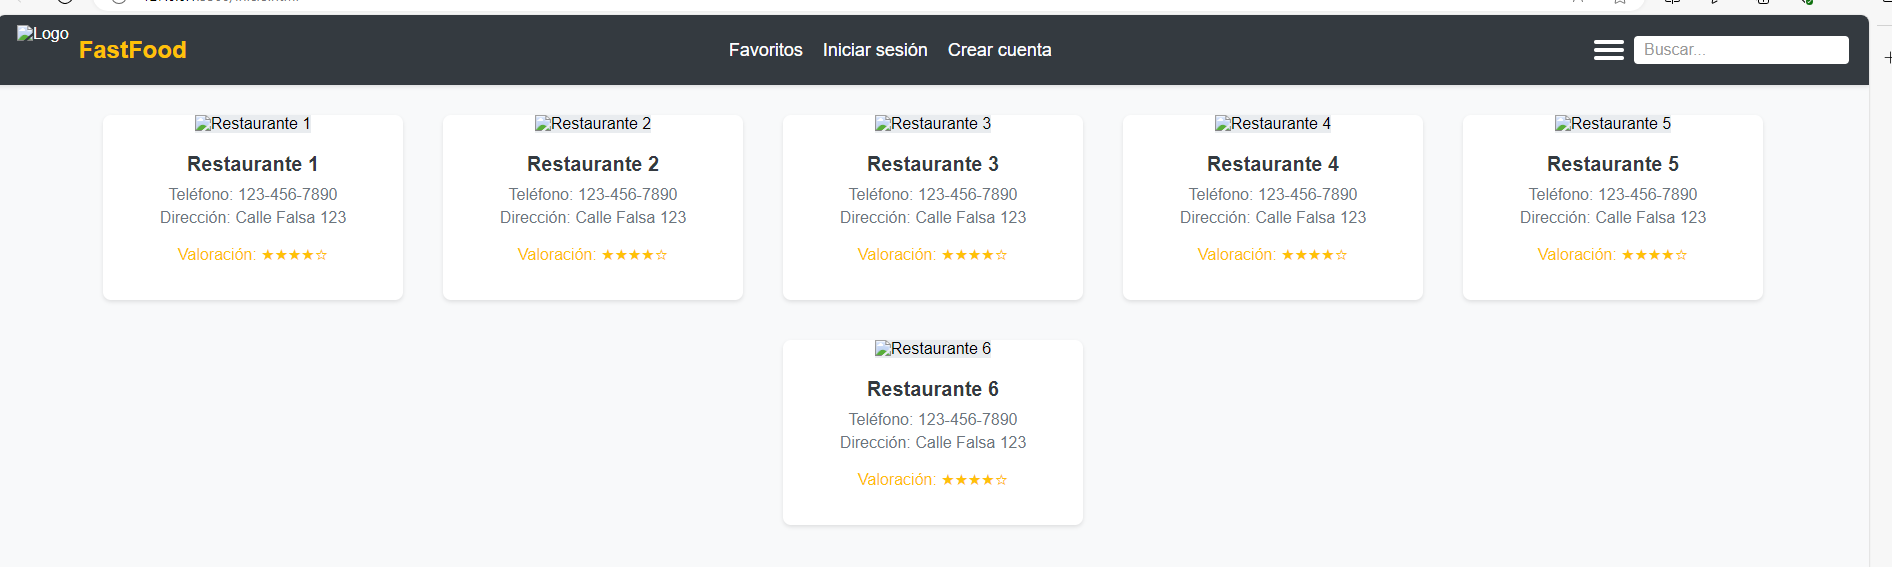 Logo
FastFood
Favoritos Iniciar sesión Crear cuenta
Buscar...
Restaurante 1
Restaurante 1
Teléfono: 123-456-7890
Dirección: Calle Falsa 123
Valoración: ★★★★☆
Restaurante 2
Restaurante 2
Teléfono: 123-456-7890
Dirección: Calle Falsa 123
Valoración: ★★★★☆
Restaurante 3
Restaurante 3
Teléfono: 123-456-7890
Dirección: Calle Falsa 123
Valoración: ★★★★☆
Restaurante 4
Restaurante 4
Teléfono: 123-456-7890
Dirección: Calle Falsa 123
Valoración: ★★★★☆
Restaurante 5
Restaurante 5
Teléfono: 123-456-7890
Dirección: Calle Falsa 123
Valoración: ★★★★☆
Restaurante 6
Restaurante 6
Teléfono: 123-456-7890
Dirección: Calle Falsa 123
Valoración: ★★★★☆